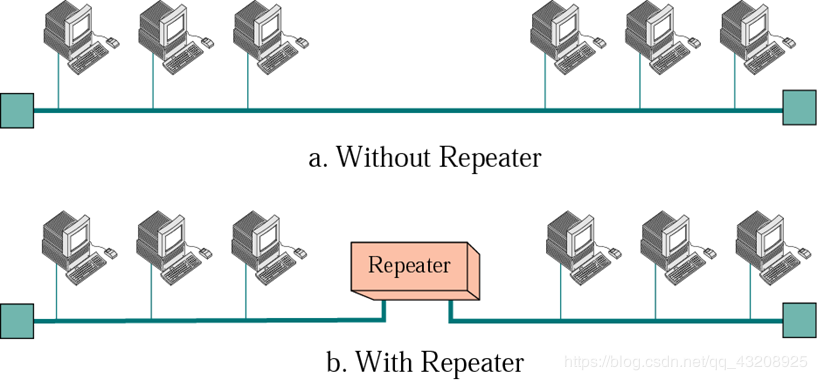 a. Without Repeater
Repeater
b. With Repeater
https://blog.csdn.net/qq_43208925